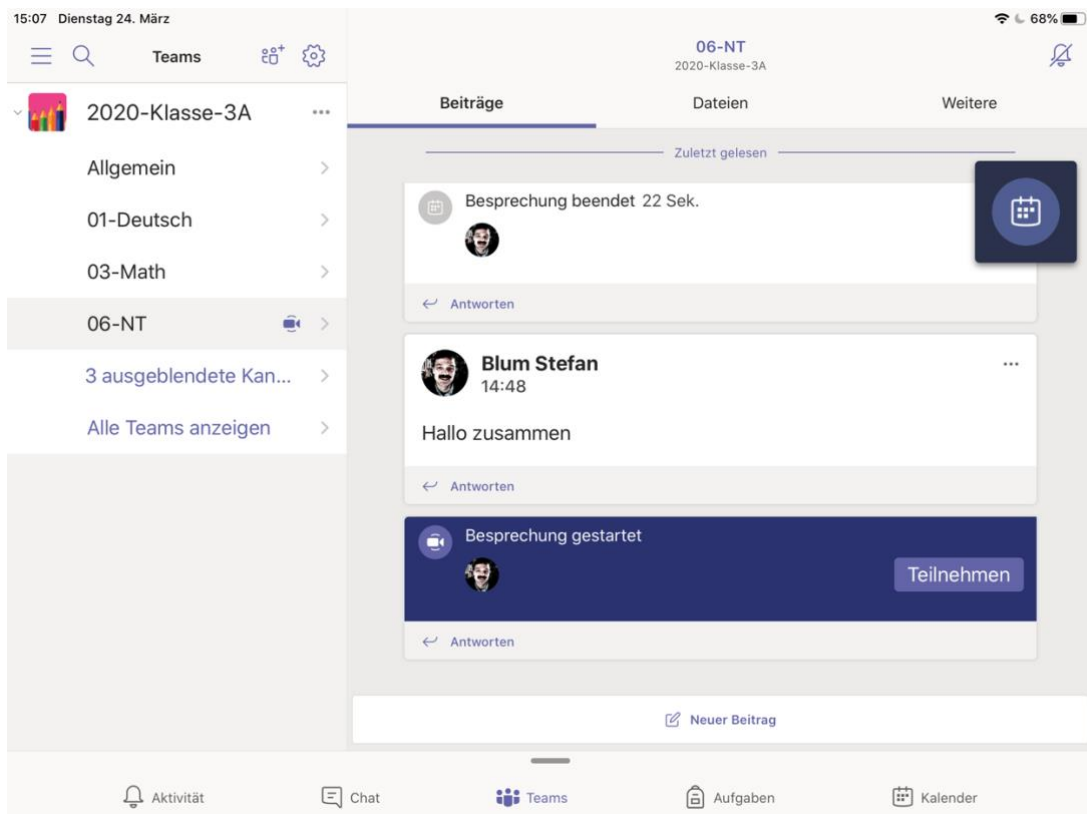 15:07 Dienstag 24. März
68%
Teams
2020-Klasse-3A
Allgemein
01-Deutsch
03-Math
06-NT
3 ausgeblendete Kan...
Alle Teams anzeigen
06-NT
2020-Klasse-3A
Beiträge Dateien Weitere
Zuletzt gelesen
Besprechung beendet 22 Sek.
Antworten
Blum Stefan
14:48
Hallo zusammen
Antworten
Besprechung gestartet
Teilnehmen
Antworten
Neuer Beitrag
Aktivität Chat Teams Aufgaben Kalender